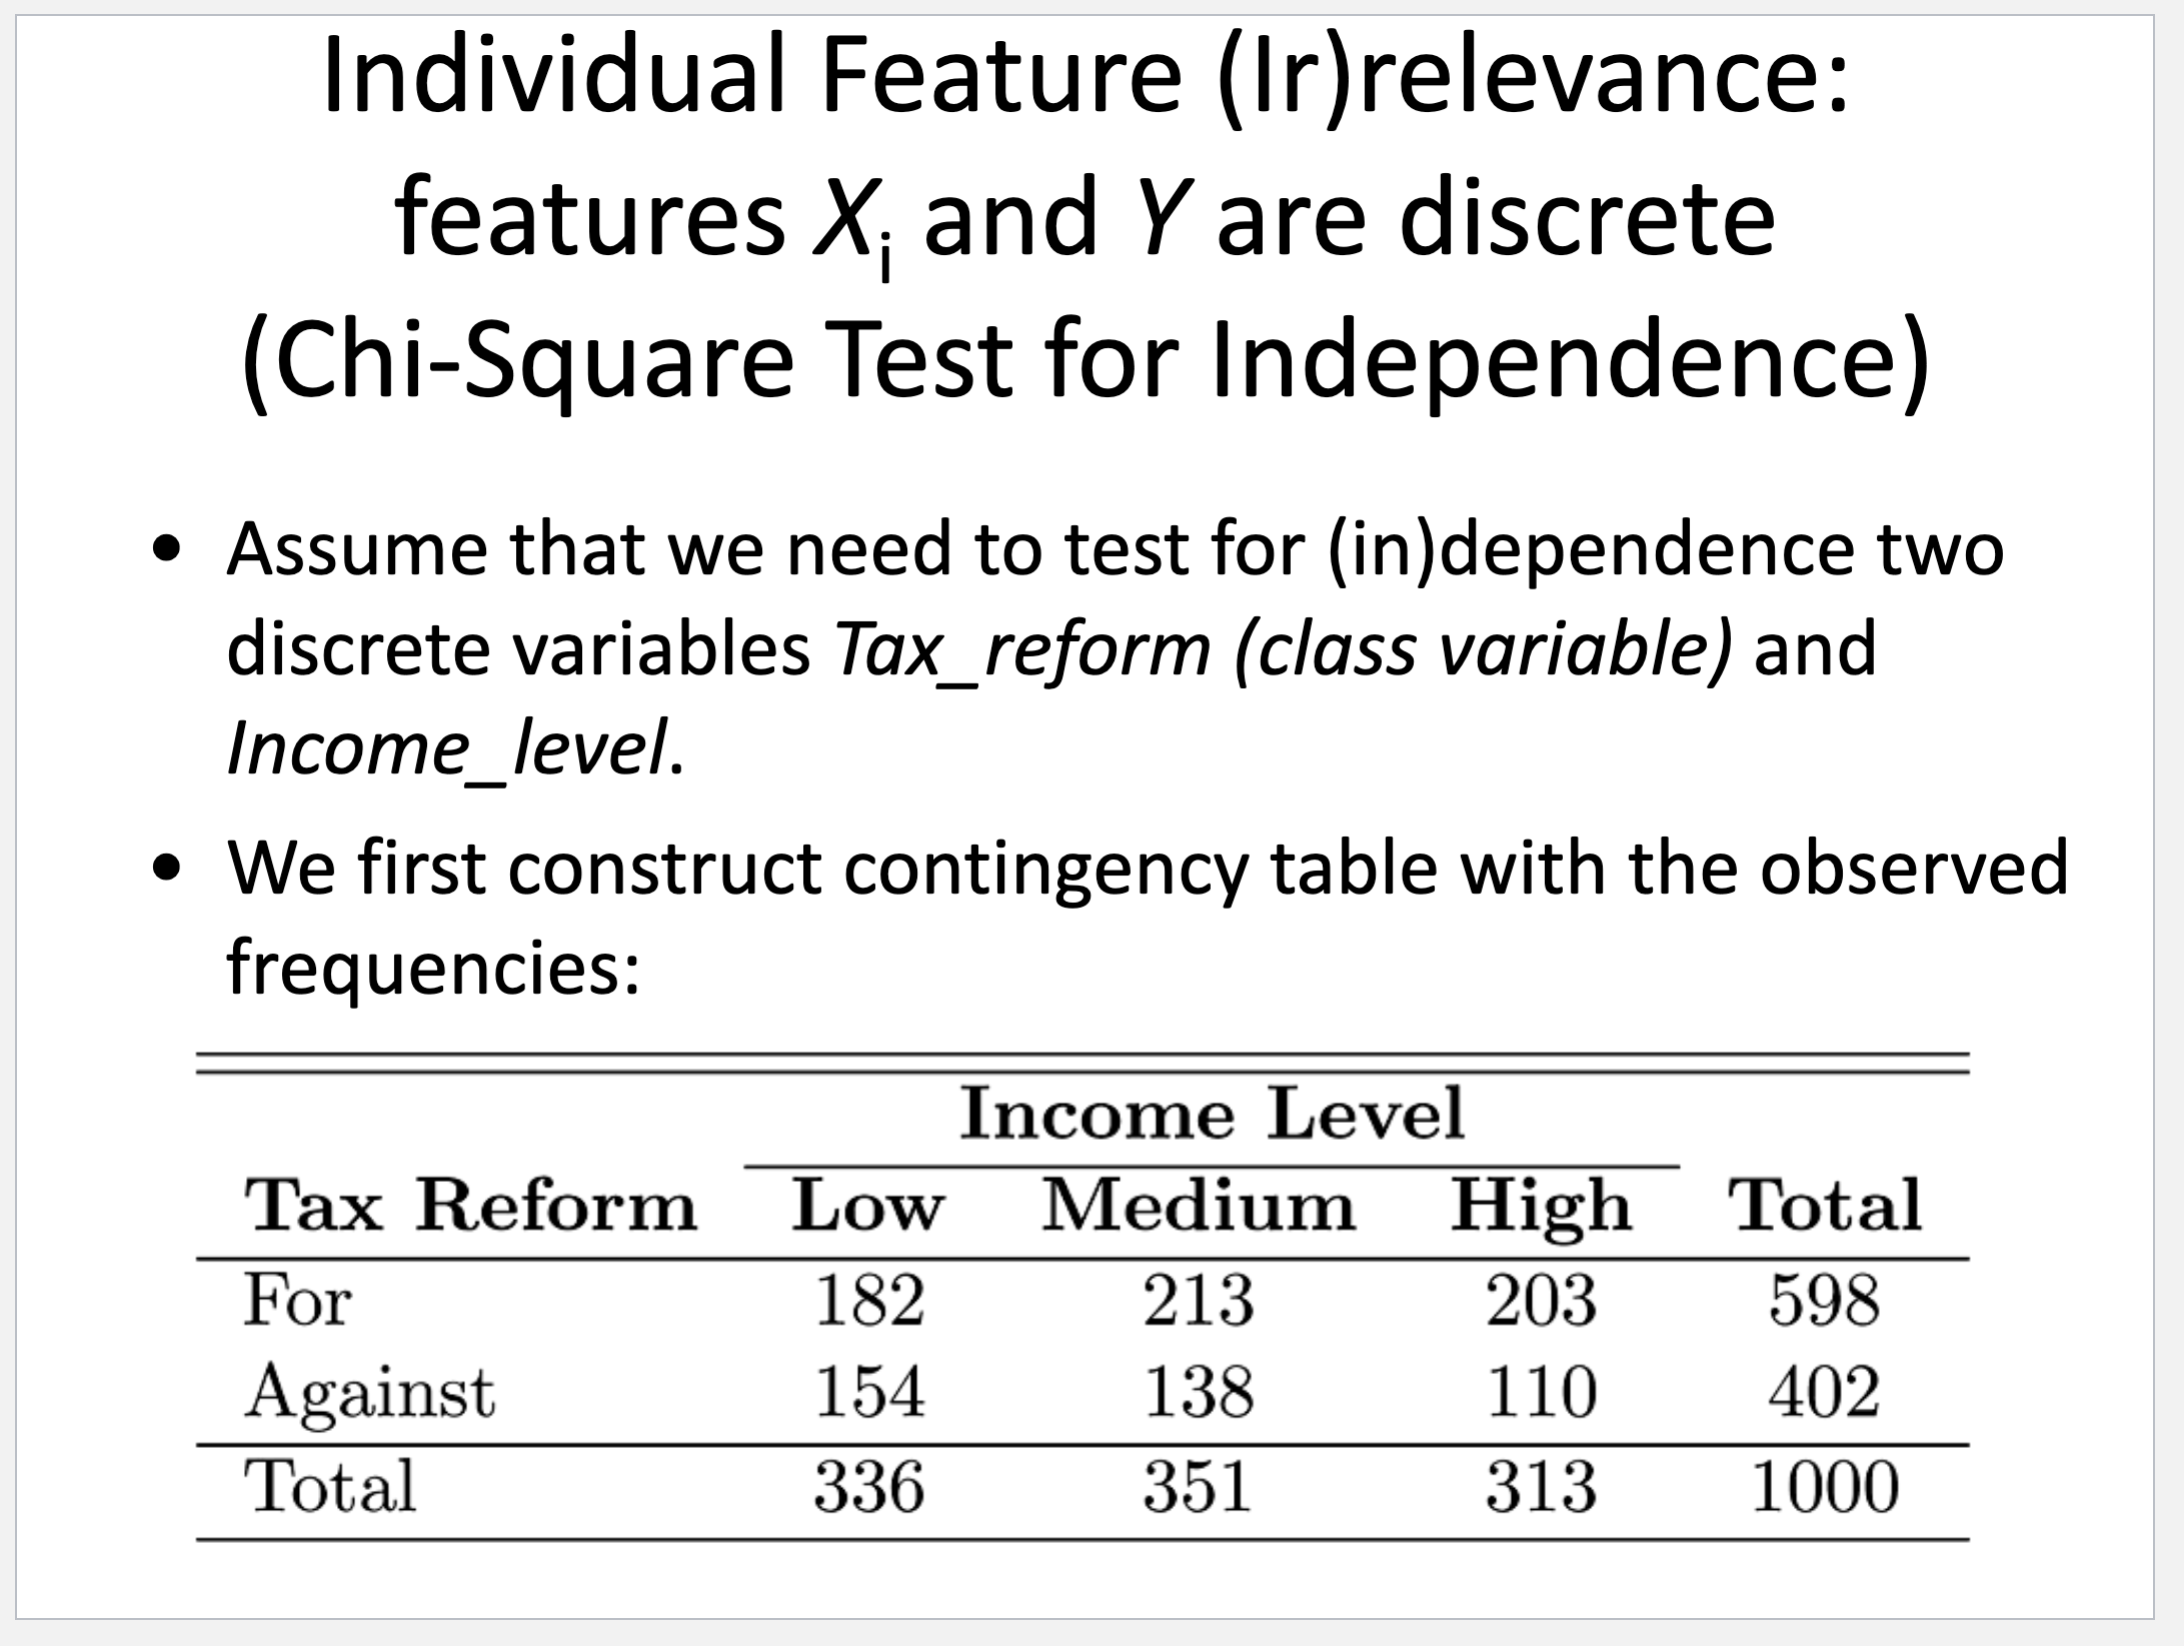 Individual Feature (Ir)relevance:
features Xi and Y are discrete
(Chi-Square Test for Independence)
• Assume that we need to test for (in)dependence two
discrete variables Tax_reform (class variable) and
Income_level.
• We first construct contingency table with the observed
frequencies:
Income Level
Tax Reform Low Medium High Total
For 182 213 203 598
Against 154 138 110 402
Total 336 351 313 1000